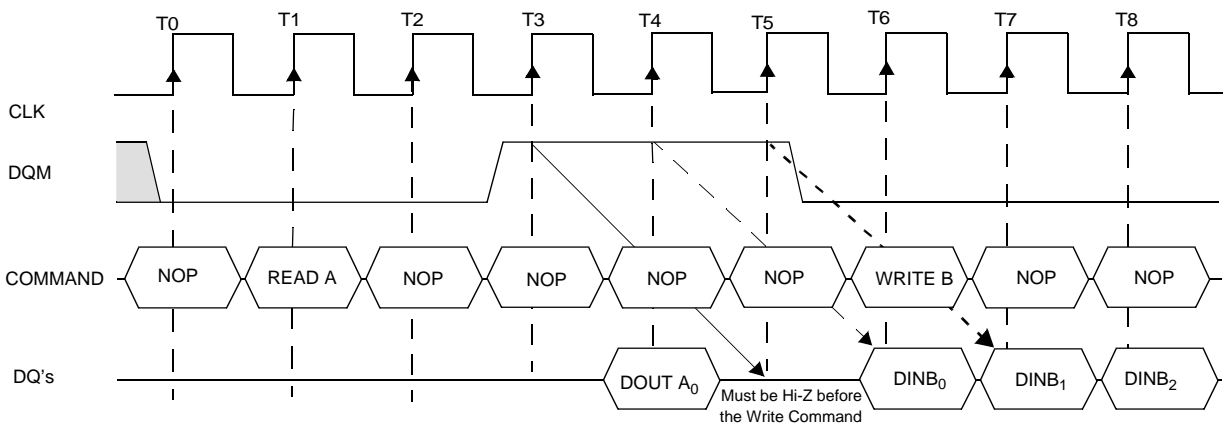 T0 T1 T2 T3 T4 T5 T6 T7 T8
CLK
DQM
COMMAND NOP READ A NOP NOP NOP NOP WRITE B NOP NOP
DQ's DOUT A0 DINB0 DINB1 DINB2
Must be Hi-Z before
the Write Command